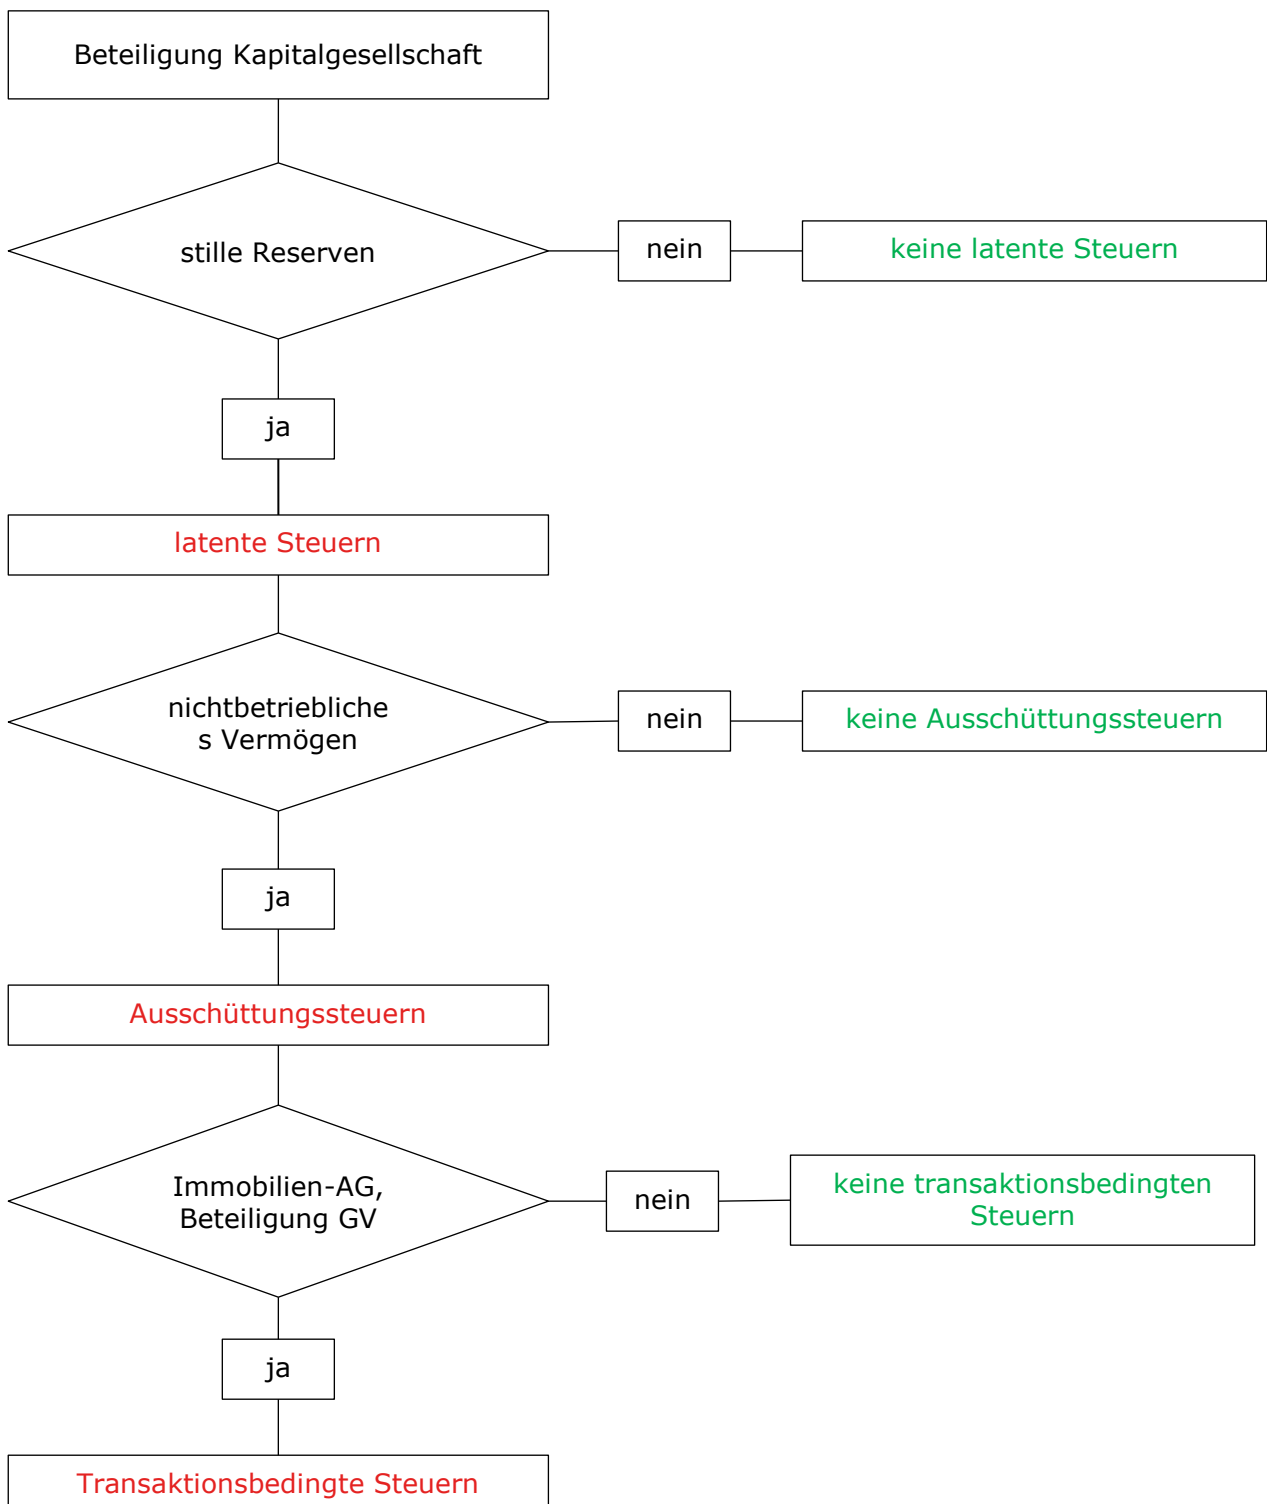 Beteiligung Kapitalgesellschaft
stille Reserven
nein
keine latente Steuern
ja
latente Steuern
nichtbetriebliche
s Vermögen
nein
keine Ausschüttungssteuern
ja
Ausschüttungssteuern
Immobilien-AG,
Beteiligung GV
nein
keine transaktionsbedingten
Steuern
ja
Transaktionsbedingte Steuern